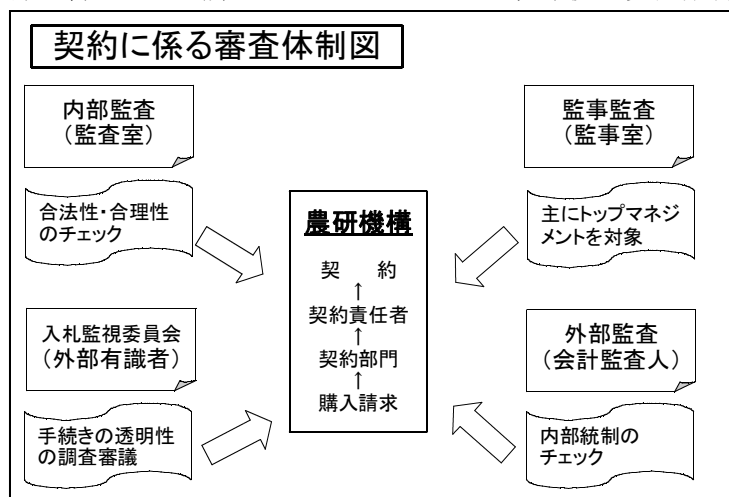 契約に係る審査体制図
内部監査
（監査室）
合法性・合理性
のチェック
入札監視委員会
（外部有識者）
手続きの透明性
の調査審議
農研機構
契　約
↑
契約責任者
↑
契約部門
↑
購入請求
監事監査
（監事室）
主にトップマネジ
メントを対象
外部監査
（会計監査人）
内部統制の
チェック